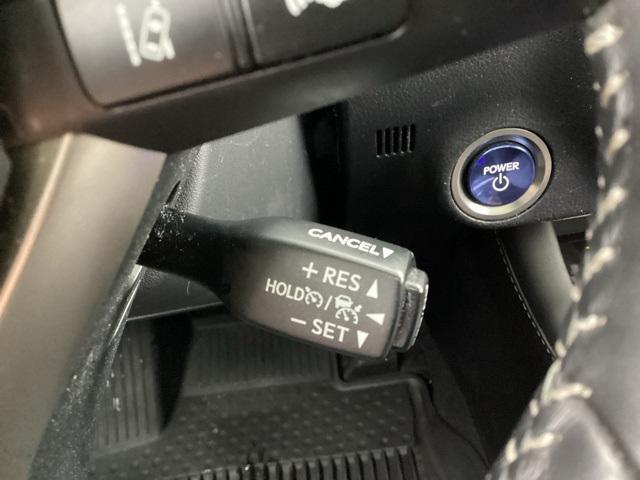 POWER
CANCEL▼
+ RES ▲
HOLD / ◄
− SET ▼